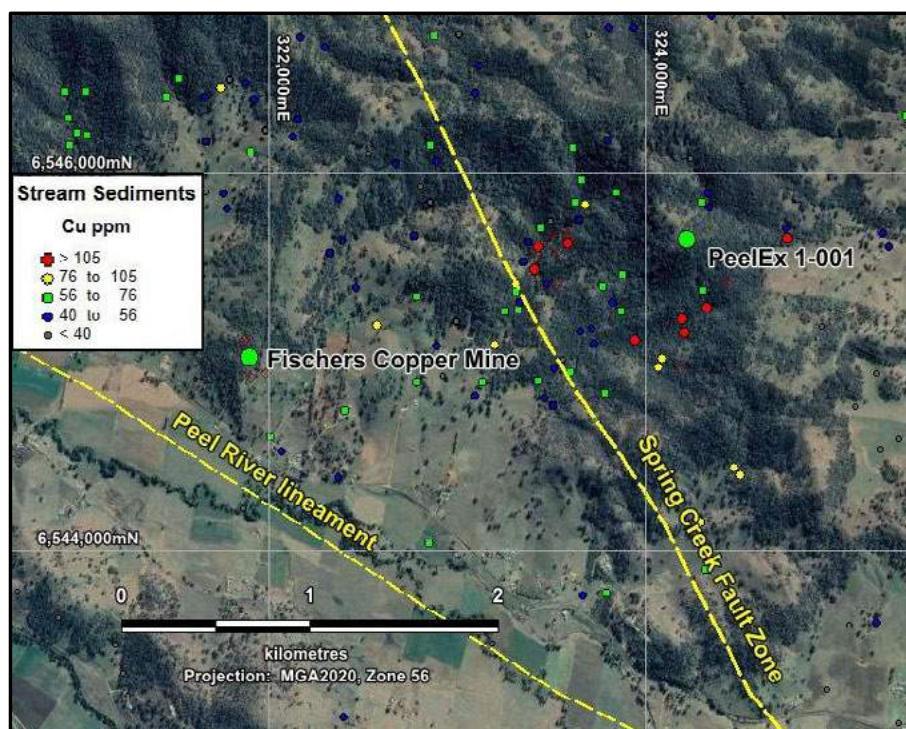 322,000mE
324,000mE
6,546,000mN
Stream Sediments
Cu ppm
> 105
76 to 105
56 to 76
40 to 56
< 40
PeelEx 1-001
Fischers Copper Mine
Peel River lineament
Spring Creek Fault Zone
6,544,000mN
0 1 2
kilometres
Projection: MGA2020, Zone 56